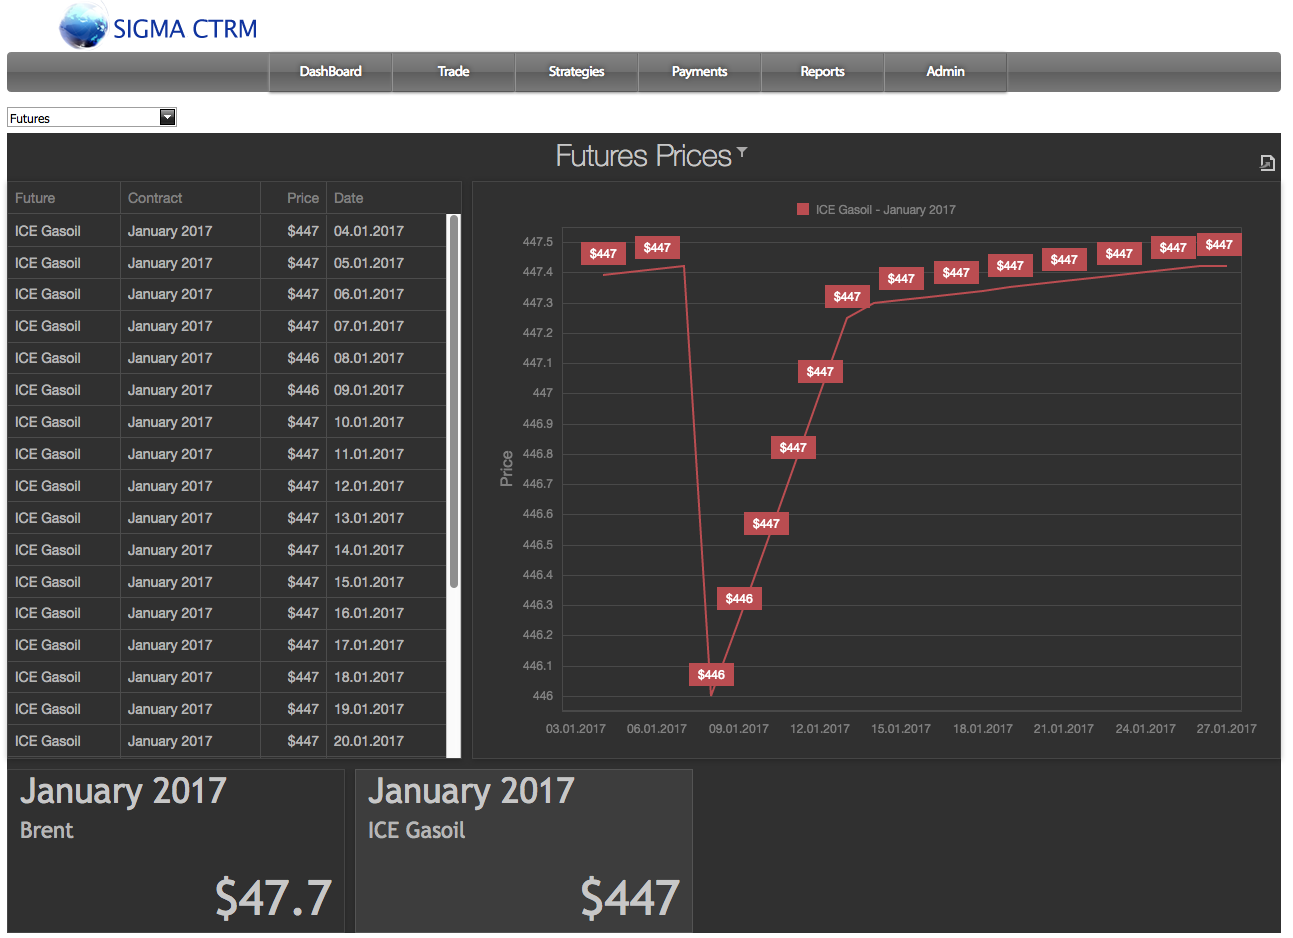 SIGMA CTRM
DashBoard Trade Strategies Payments Reports Admin
Futures
Futures Prices
Future Contract Price Date
ICE Gasoil January 2017 $447 04.01.2017
ICE Gasoil January 2017 $447 05.01.2017
ICE Gasoil January 2017 $447 06.01.2017
ICE Gasoil January 2017 $447 07.01.2017
ICE Gasoil January 2017 $446 08.01.2017
ICE Gasoil January 2017 $446 09.01.2017
ICE Gasoil January 2017 $447 10.01.2017
ICE Gasoil January 2017 $447 11.01.2017
ICE Gasoil January 2017 $447 12.01.2017
ICE Gasoil January 2017 $447 13.01.2017
ICE Gasoil January 2017 $447 14.01.2017
ICE Gasoil January 2017 $447 15.01.2017
ICE Gasoil January 2017 $447 16.01.2017
ICE Gasoil January 2017 $447 17.01.2017
ICE Gasoil January 2017 $447 18.01.2017
ICE Gasoil January 2017 $447 19.01.2017
ICE Gasoil January 2017 $447 20.01.2017
ICE Gasoil - January 2017
Price
447.5
447.4
447.3
447.2
447.1
447
446.9
446.8
446.7
446.6
446.5
446.4
446.3
446.2
446.1
446
$447 $447 $446 $446 $447 $447 $447 $447 $447 $447 $447 $447 $447 $447 $447
03.01.2017 06.01.2017 09.01.2017 12.01.2017 15.01.2017 18.01.2017 21.01.2017 24.01.2017 27.01.2017
January 2017
Brent
$47.7
January 2017
ICE Gasoil
$447